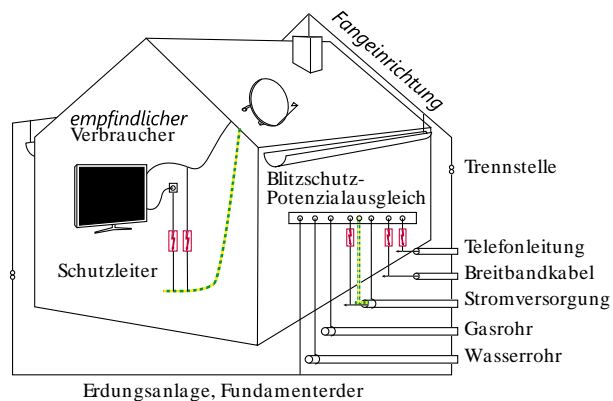 Fangeinrichtung
empfindlicher
Verbraucher
Blitzschutz-
Potenzialausgleich
Trennstelle
Schutzleiter
Telefonleitung
Breitbandkabel
Stromversorgung
Gasrohr
Wasserrohr
Erdungsanlage, Fundamenterder